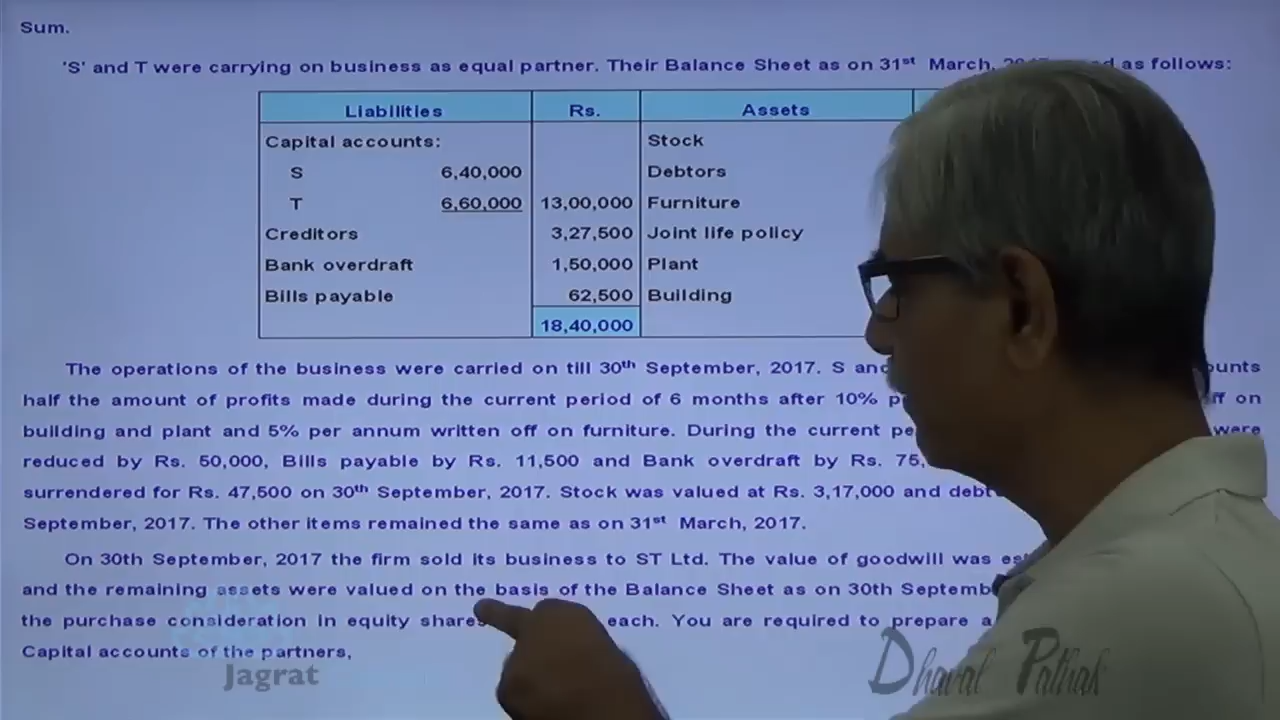 Sum.
'S' and T were carrying on business as equal partner. Their Balance Sheet as on 31st March, as follows:
Liabilities Rs. Assets
Capital accounts: Stock
S 6,40,000 Debtors
T 6,60,000 13,00,000 Furniture
Creditors 3,27,500 Joint life policy
Bank overdraft 1,50,000 Plant
Bills payable 62,500 Building
18,40,000
The operations of the business were carried on till 30th September, 2017. S
half the amount of profits made during the current period of 6 months after 10% on
building and plant and 5% per annum written off on furniture. During the current were
reduced by Rs. 50,000, Bills payable by Rs. 11,500 and Bank overdraft by Rs.
surrendered for Rs. 47,500 on 30th September, 2017. Stock was valued at Rs. 3,17,000 and
September, 2017. The other items remained the same as on 31st March, 2017.
On 30th September, 2017 the firm sold its business to ST Ltd. The value of goodwill was
and the remaining assets were valued on the basis of the Balance Sheet as on 30th
the purchase consideration in equity each. You are required to prepare
Capital accounts of the partners,
Jagrat
Dhaval Pathak